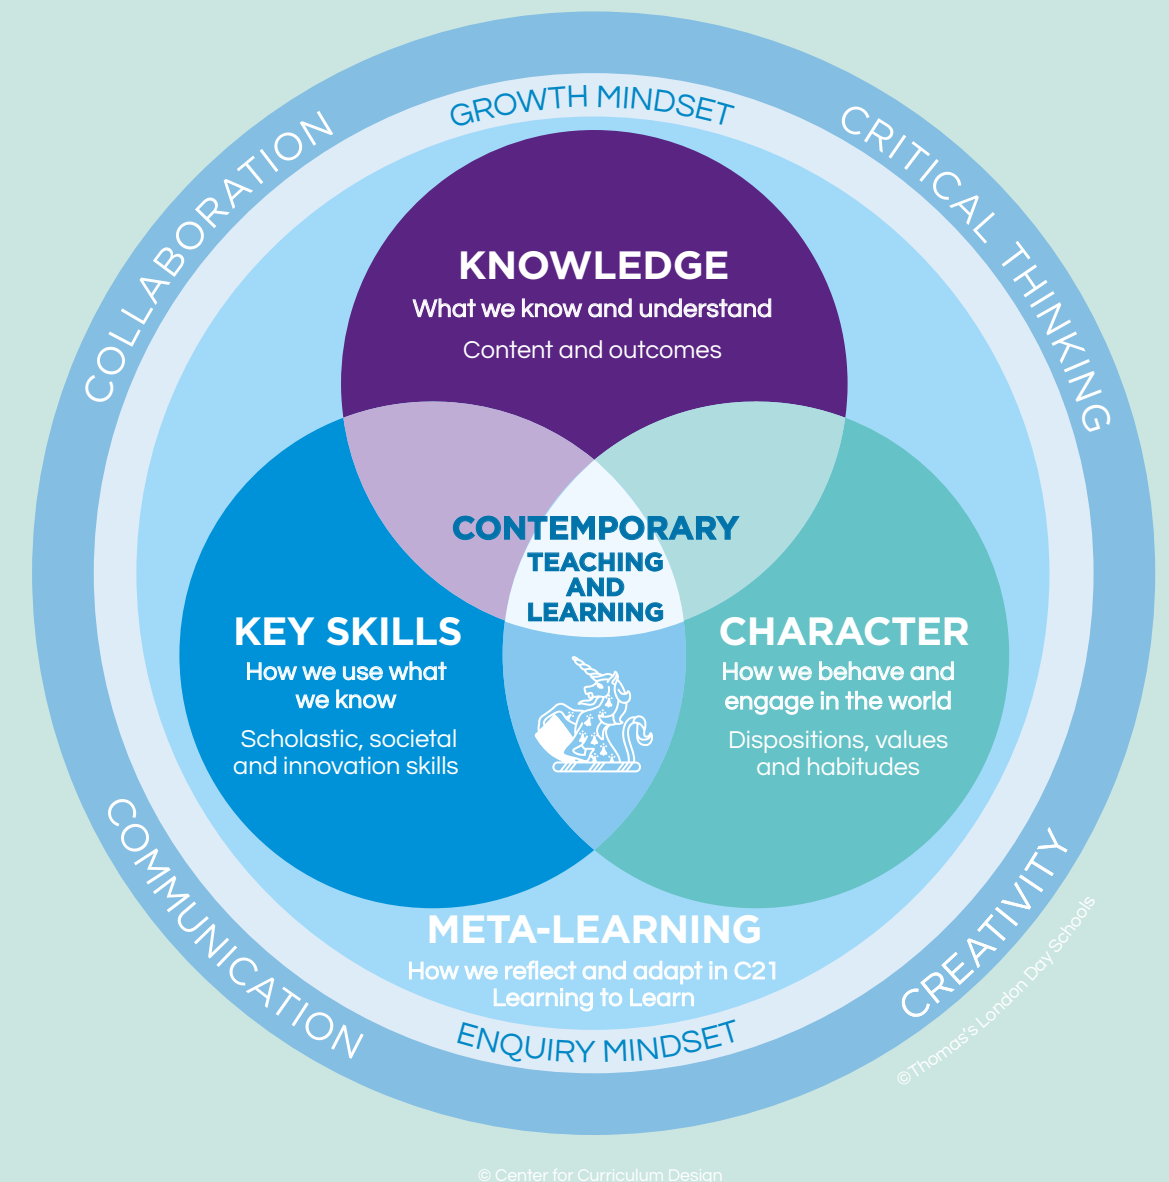 GROWTH MINDSET
COLLABORATION
CRITICAL THINKING
KNOWLEDGE
What we know and understand
Content and outcomes
CONTEMPORARY
TEACHING
AND
LEARNING
KEY SKILLS
How we use what
we know
Scholastic, societal
and innovation skills
CHARACTER
How we behave and
engage in the world
Dispositions, values
and habitudes
COMMUNICATION
CREATIVITY
META-LEARNING
How we reflect and adapt in C21
Learning to Learn
ENQUIRY MINDSET
©Thomas's London Day Schools
© Center for Curriculum Design